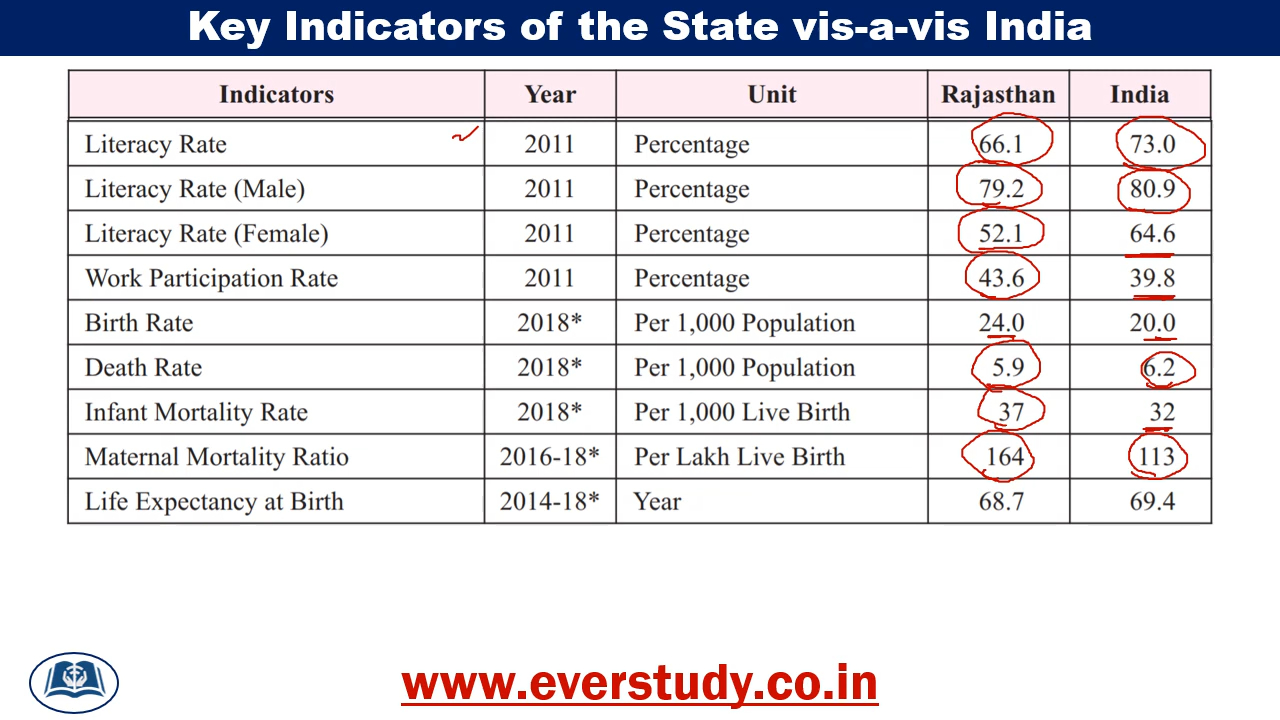 Key Indicators of the State vis-a-vis India
Indicators Year Unit Rajasthan India
Literacy Rate 2011 Percentage 66.1 73.0
Literacy Rate (Male) 2011 Percentage 79.2 80.9
Literacy Rate (Female) 2011 Percentage 52.1 64.6
Work Participation Rate 2011 Percentage 43.6 39.8
Birth Rate 2018* Per 1,000 Population 24.0 20.0
Death Rate 2018* Per 1,000 Population 5.9 6.2
Infant Mortality Rate 2018* Per 1,000 Live Birth 37 32
Maternal Mortality Ratio 2016-18* Per Lakh Live Birth 164 113
Life Expectancy at Birth 2014-18* Year 68.7 69.4
www.everstudy.co.in